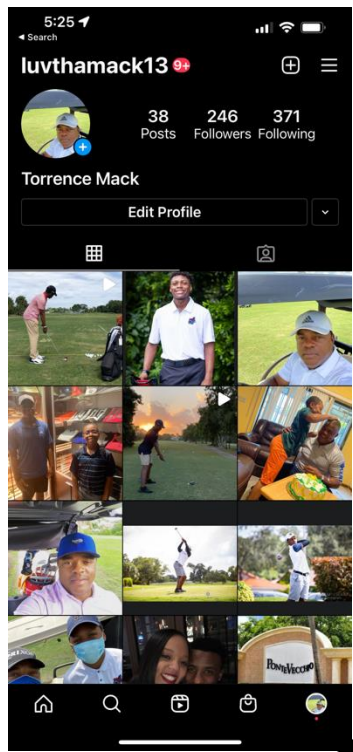 5:25
Search
luvthamack13 9+
38 246 371
Posts Followers Following
Torrence Mack
Edit Profile
PONTEVECCHIO